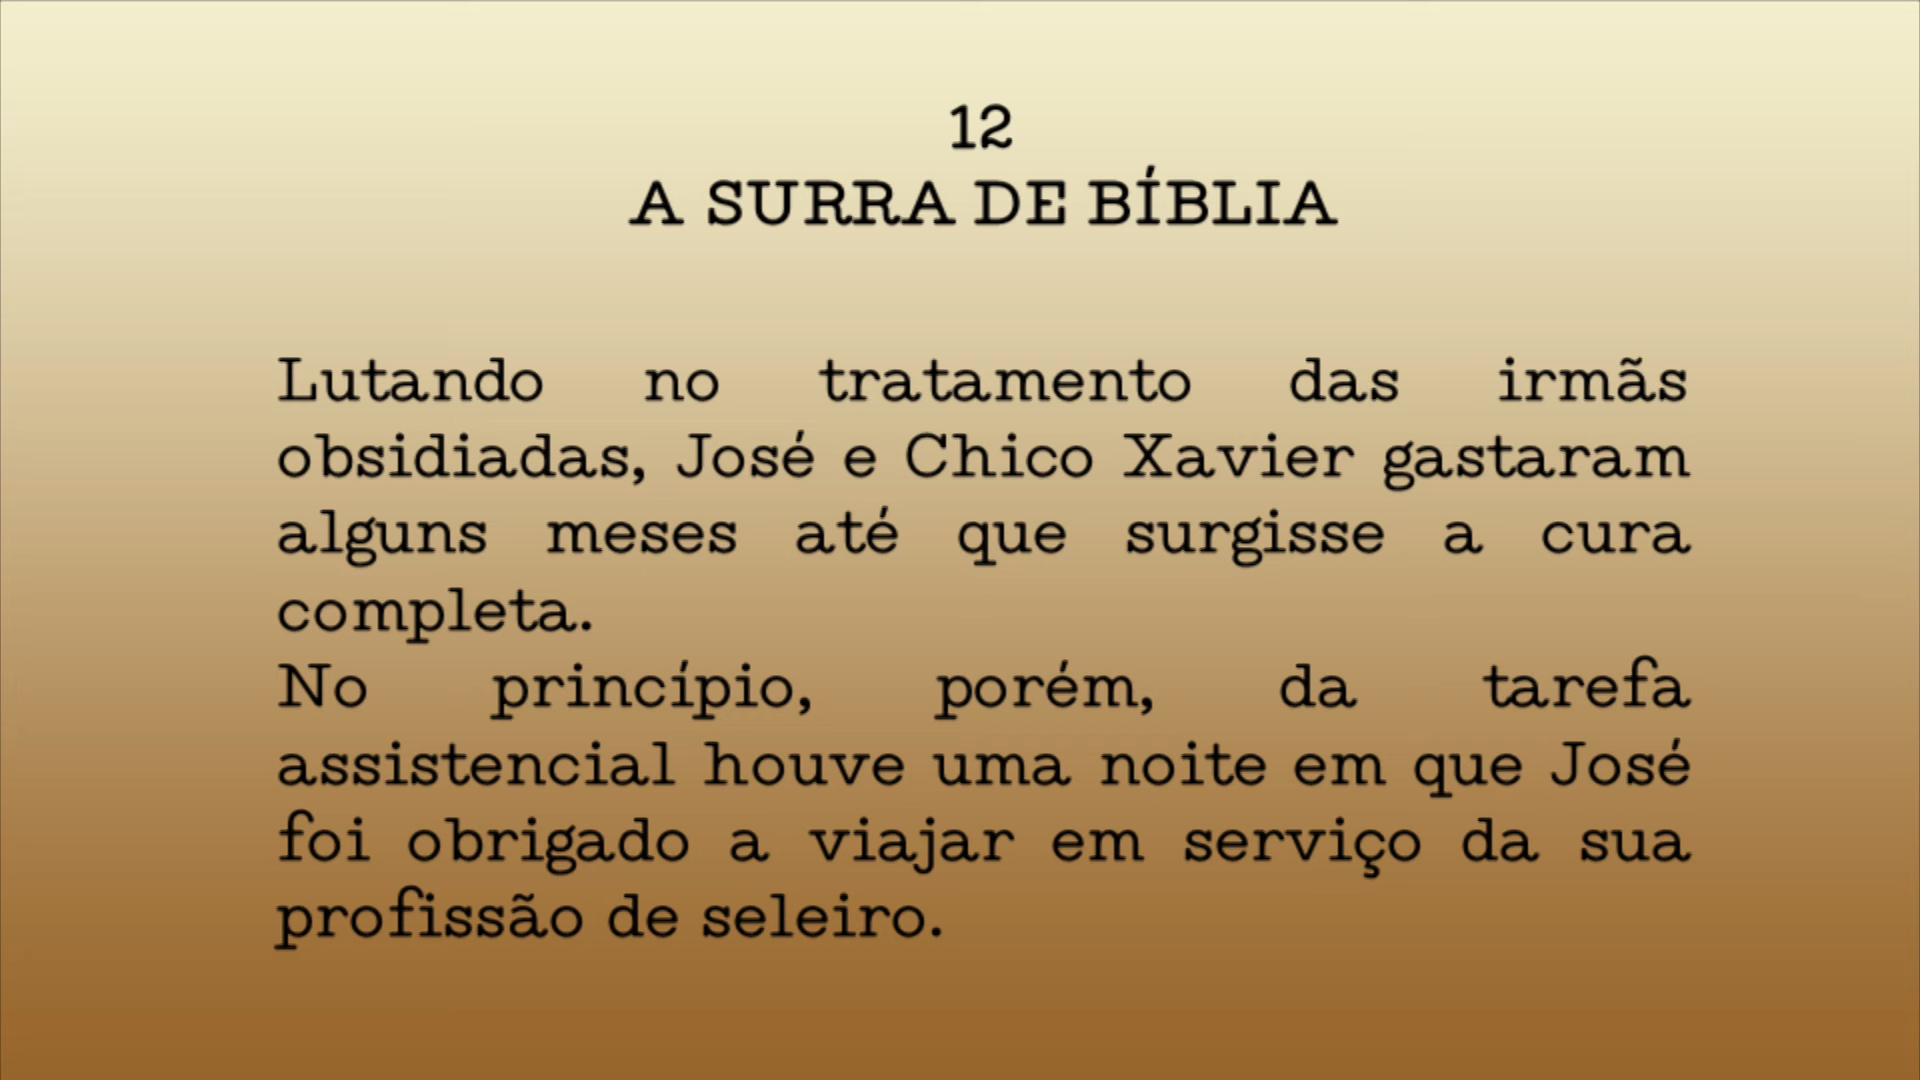 12
A SURRA DE BÍBLIA
Lutando no tratamento das irmãs
obsidiadas, José e Chico Xavier gastaram
alguns meses até que surgisse a cura
completa.
No princípio, porém, da tarefa
assistencial houve uma noite em que José
foi obrigado a viajar em serviço da sua
profissão de seleiro.